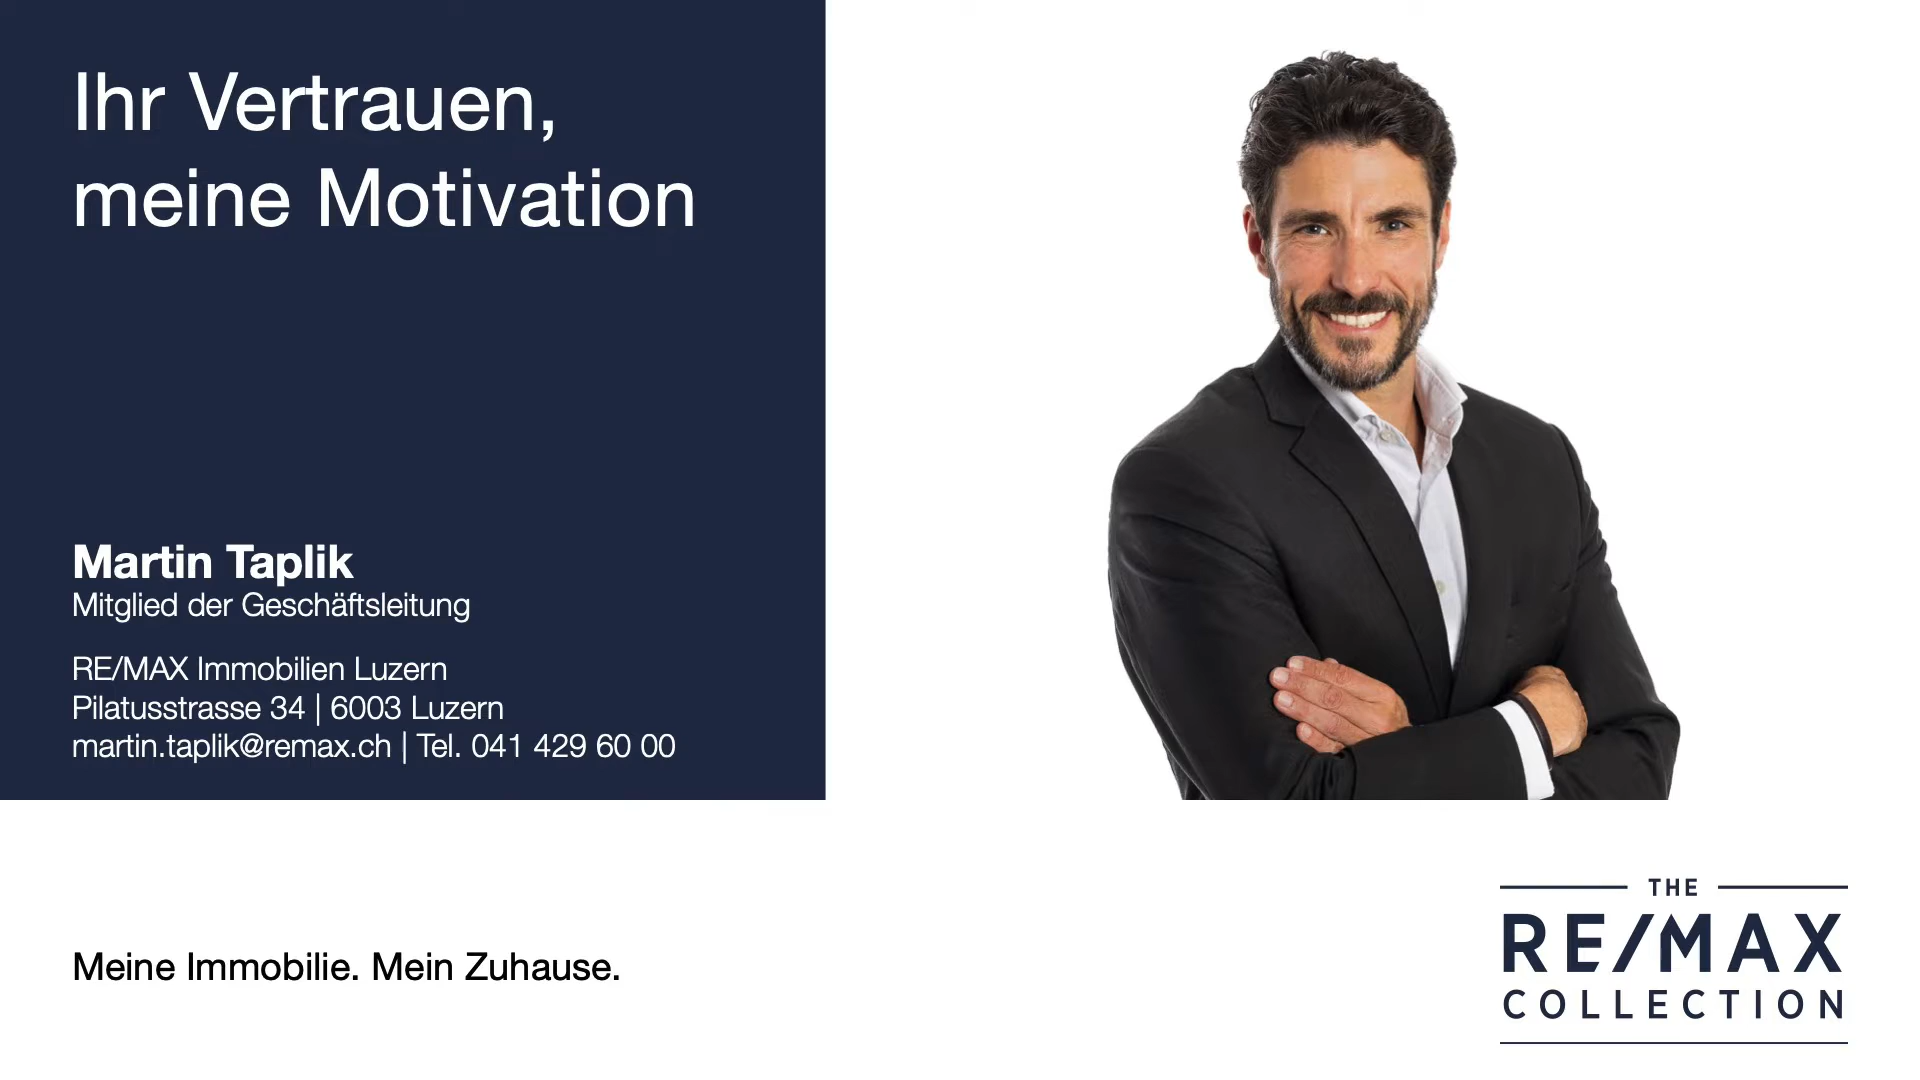 Ihr Vertrauen,
meine Motivation
Martin Taplik
Mitglied der Geschäftsleitung
RE/MAX Immobilien Luzern
Pilatusstrasse 34 | 6003 Luzern
martin.taplik@remax.ch | Tel. 041 429 60 00
Meine Immobilie. Mein Zuhause.
THE
RE/MAX
COLLECTION